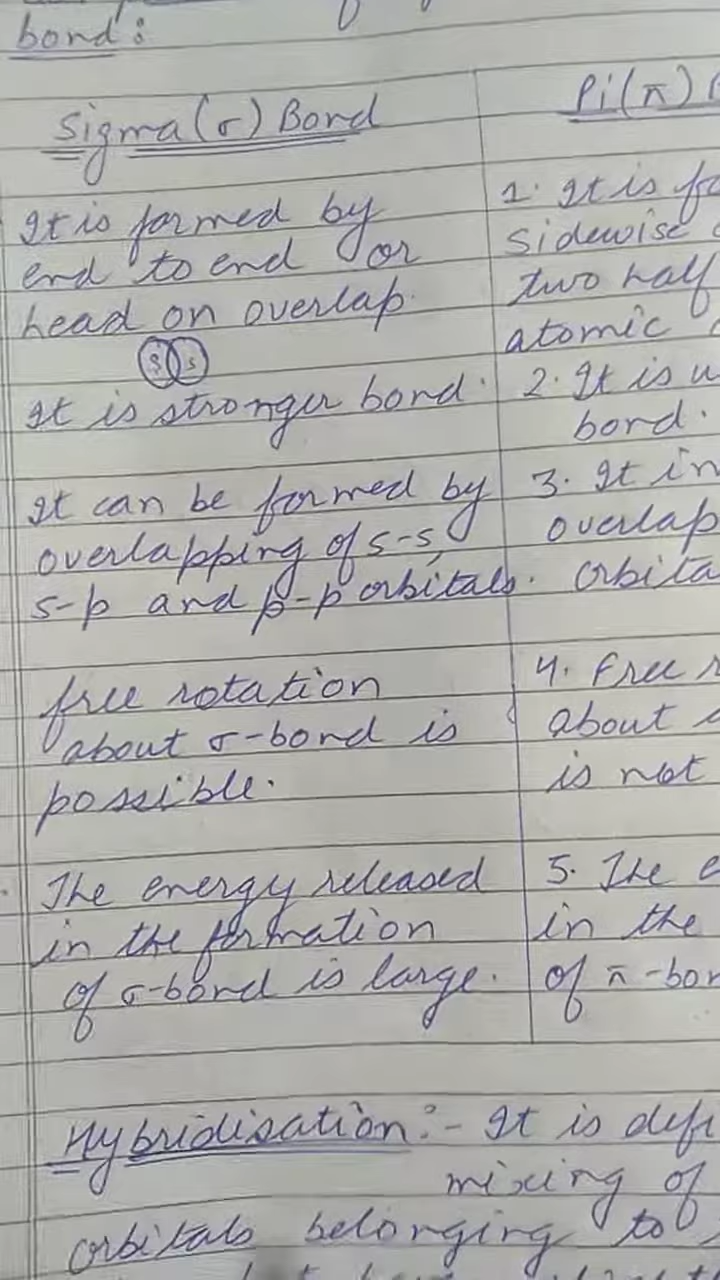 bond:
Sigma(σ) Bond
It is formed by
end to end or
head on overlap.
S S
It is stronger bond.
It can be formed by
overlapping of s-s,
s-p and p-p orbitals.
free rotation
about σ-bond is
possible.
The energy released
in the formation
of σ-bond is large.
Pi(π)
1. It is fo
sidewise
two half
atomic
2. It is w
bond.
3. It in
overlap
orbita
4. Free r
about
is not
5. The e
in the
of π-bon
Hybridisation:- It is defi
mixing of
orbitals belonging to